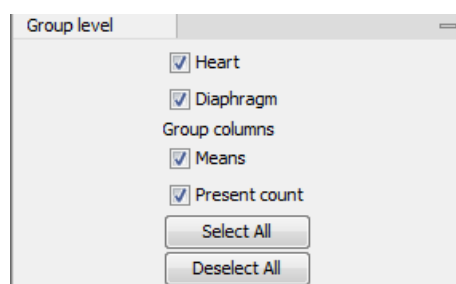 Group level
Heart
Diaphragm
Group columns
Means
Present count
Select All
Deselect All